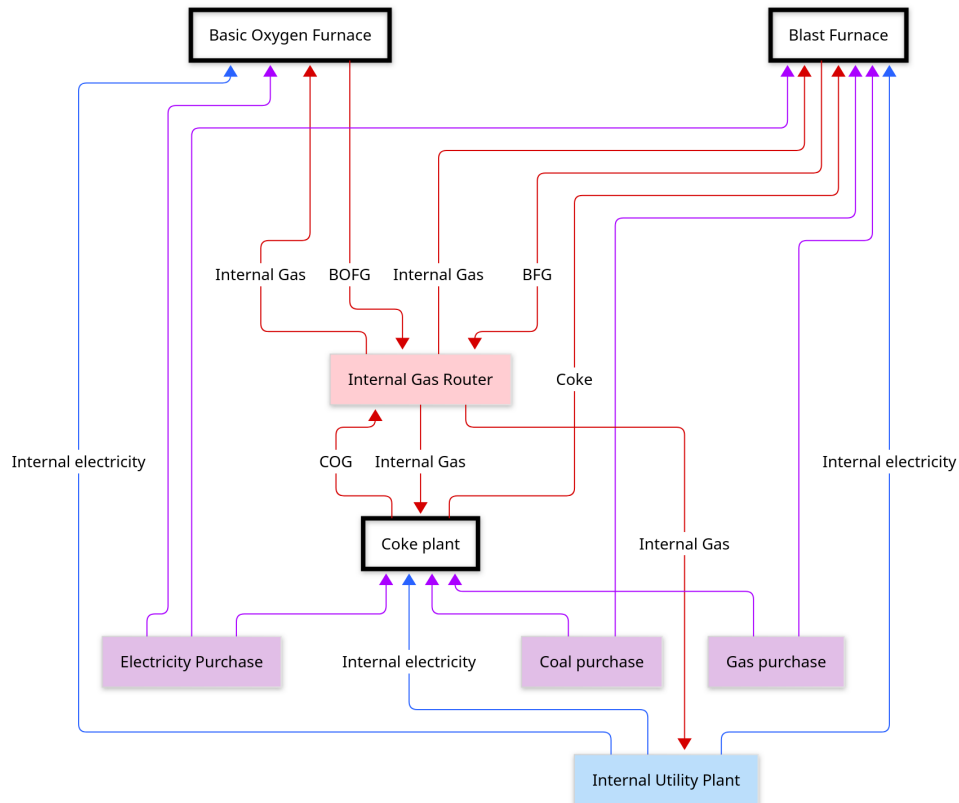 Basic Oxygen Furnace
Blast Furnace
Internal Gas
BOFG
Internal Gas
BFG
Internal Gas Router
Coke
Internal electricity
COG
Internal Gas
Internal electricity
Coke plant
Internal Gas
Electricity Purchase
Internal electricity
Coal purchase
Gas purchase
Internal Utility Plant